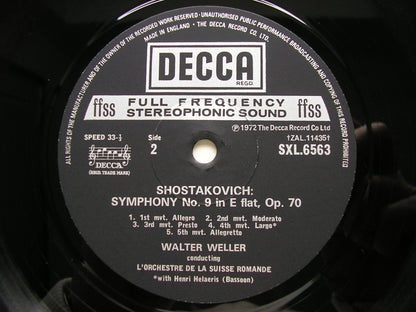 ALL RIGHTS OF THE MANUFACTURER AND OF THE OWNER OF THE RECORDED WORK RESERVED · UNAUTHORISED PUBLIC PERFORMANCE BROADCASTING AND COPYING OF THIS RECORD PROHIBITED
MADE IN ENGLAND · THE DECCA RECORD CO. LTD.
DECCA
REGD.
ffss FULL FREQUENCY ffss
STEREOPHONIC SOUND
SPEED 33-⅓
Side
2
Ⓟ 1972 The Decca Record Co Ltd
†ZAL.11435†
SXL.6563
DECCA
(REGD. TRADE MARK)
SHOSTAKOVICH:
SYMPHONY No. 9 in E flat, Op. 70
1. 1st mvt. Allegro 2. 2nd mvt. Moderato
3. 3rd mvt. Presto 4. 4th mvt. Largo*
5. 5th mvt. Allegretto
WALTER WELLER
conducting
L'ORCHESTRE DE LA SUISSE ROMANDE
*with Henri Helaeris (Bassoon)